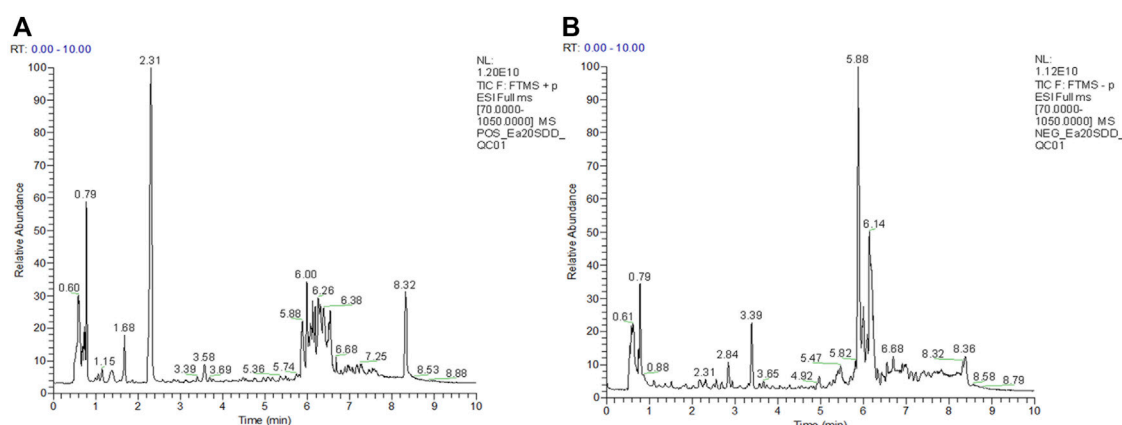 A
RT: 0.00 - 10.00
NL:
1.20E10
TIC F: FTMS + p
ESI Full ms
[70.0000-
1050.0000] MS
POS_Ea20SDD_
QC01
Relative Abundance
100
90
80
70
60
50
40
30
20
10
0
2.31
0.79
0.60
1.15
1.68
3.39
3.58
3.69
5.36
5.74
5.88
6.00
6.26
6.38
6.68
7.25
8.32
8.53
8.88
0 1 2 3 4 5 6 7 8 9 10
Time (min)
B
RT: 0.00 - 10.00
NL:
1.12E10
TIC F: FTMS - p
ESI Full ms
[70.0000-
1050.0000] MS
NEG_Ea20SDD_
QC01
Relative Abundance
100
90
80
70
60
50
40
30
20
10
0
5.88
6.14
0.79
0.61
0.88
2.31
2.84
3.39
3.65
4.92
5.47
5.82
6.68
8.32
8.36
8.58
8.79
0 1 2 3 4 5 6 7 8 9 10
Time (min)